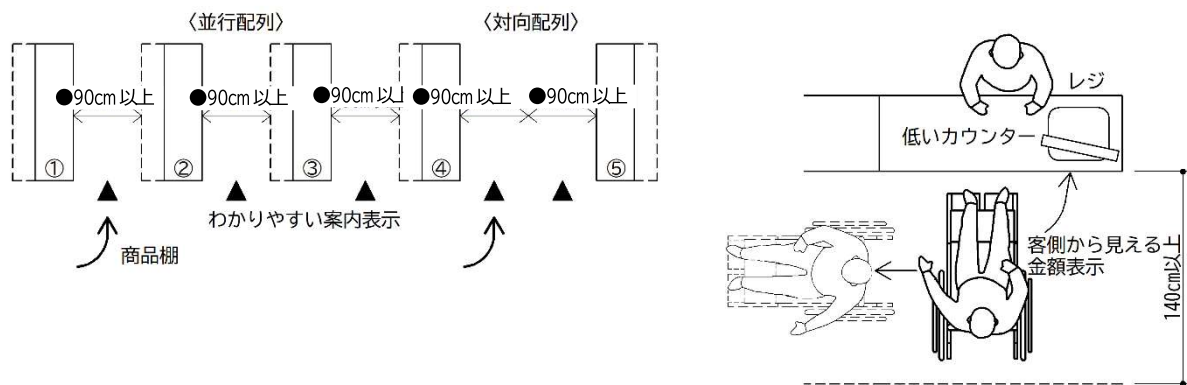 〈並行配列〉
〈対向配列〉
●90cm以上
●90cm以上
●90cm以上
●90cm以上
●90cm以上
①
②
③
④
⑤
わかりやすい案内表示
商品棚
レジ
低いカウンター
客側から見える上
金額表示
140cm以上